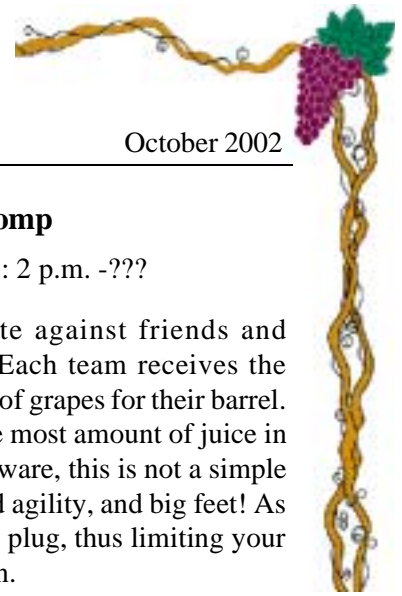 October 2002
omp
: 2 p.m. -???
te against friends and
Each team receives the
of grapes for their barrel.
e most amount of juice in
ware, this is not a simple
d agility, and big feet! As
plug, thus limiting your
n.